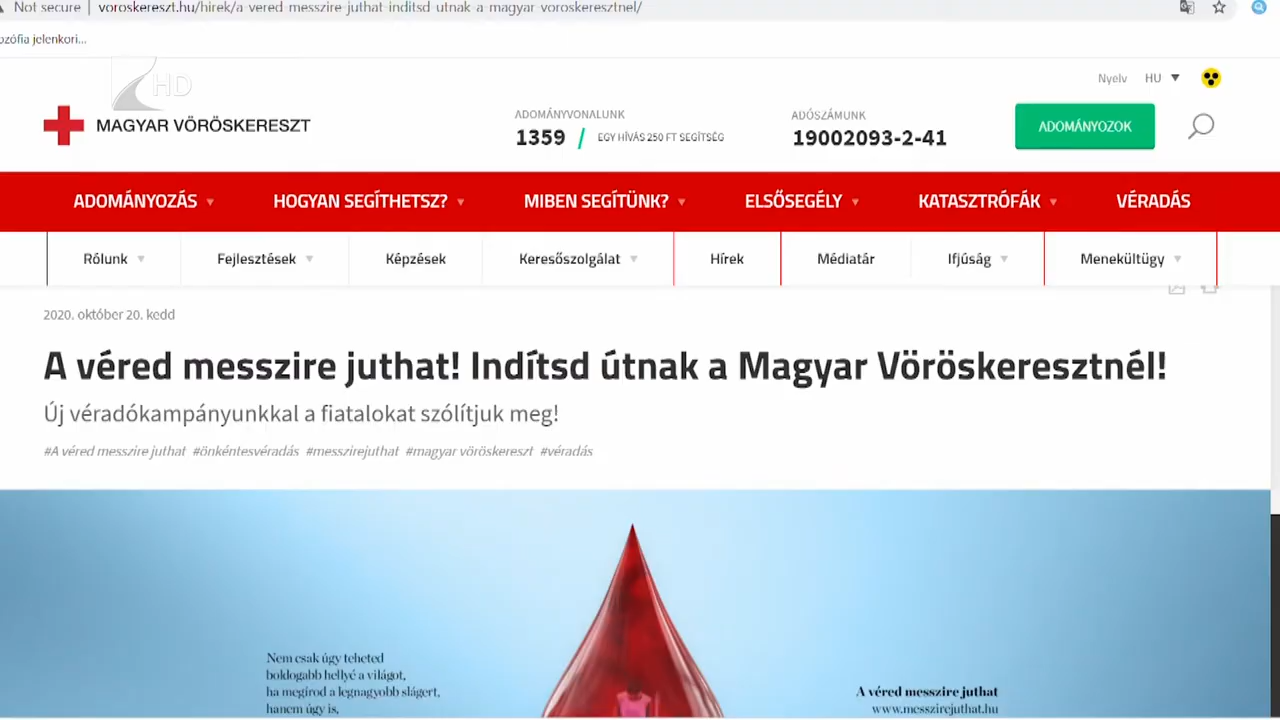 Not secure | voroskereszt.hu/hirek/a-vered-messzire-juthat-inditsd-utnak-a-magyar-voroskeresztnel/
jelenkori...
HD
Nyelv HU
MAGYAR VÖRÖSKERESZT
ADOMÁNYVONALUNK
1359 / EGY HÍVÁS 250 FT SEGÍTSÉG
ADÓSZÁMUNK
19002093-2-41
ADOMÁNYOZOK
ADOMÁNYOZÁS HOGYAN SEGÍTHETSZ? MIBEN SEGÍTÜNK? ELSŐSEGÉLY KATASZTRÓFÁK VÉRADÁS
Rólunk Fejlesztések Képzések Keresőszolgálat Hírek Médiatár Ifjúság Menekültügy
2020. október 20. kedd
A véred messzire juthat! Indítsd útnak a Magyar Vöröskeresztnél!
Új véradókampányunkkal a fiatalokat szólítjuk meg!
#A véred messzire juthat #önkéntesvéradás #messzirejuthat #magyar vöröskereszt #véradás
Nem csak úgy teheted
boldogabb hellyé a világot,
ha megírod a legnagyobb slágert,
hanem úgy is,
A véred messzire juthat
www.messzirejuthat.hu